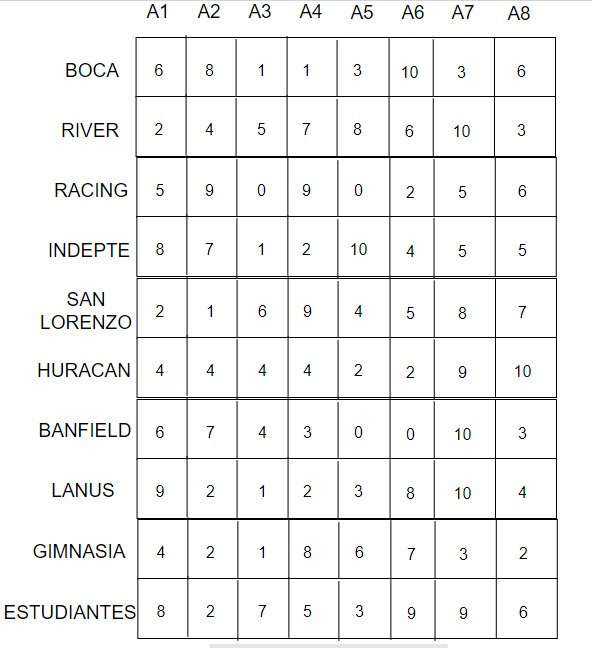 A1 A2 A3 A4 A5 A6 A7 A8
BOCA 6 8 1 1 3 10 3 6
RIVER 2 4 5 7 8 6 10 3
RACING 5 9 0 9 0 2 5 6
INDEPTE 8 7 1 2 10 4 5 5
SAN
LORENZO 2 1 6 9 4 5 8 7
HURACAN 4 4 4 4 2 2 9 10
BANFIELD 6 7 4 3 0 0 10 3
LANUS 9 2 1 2 3 8 10 4
GIMNASIA 4 2 1 8 6 7 3 2
ESTUDIANTES 8 2 7 5 3 9 9 6